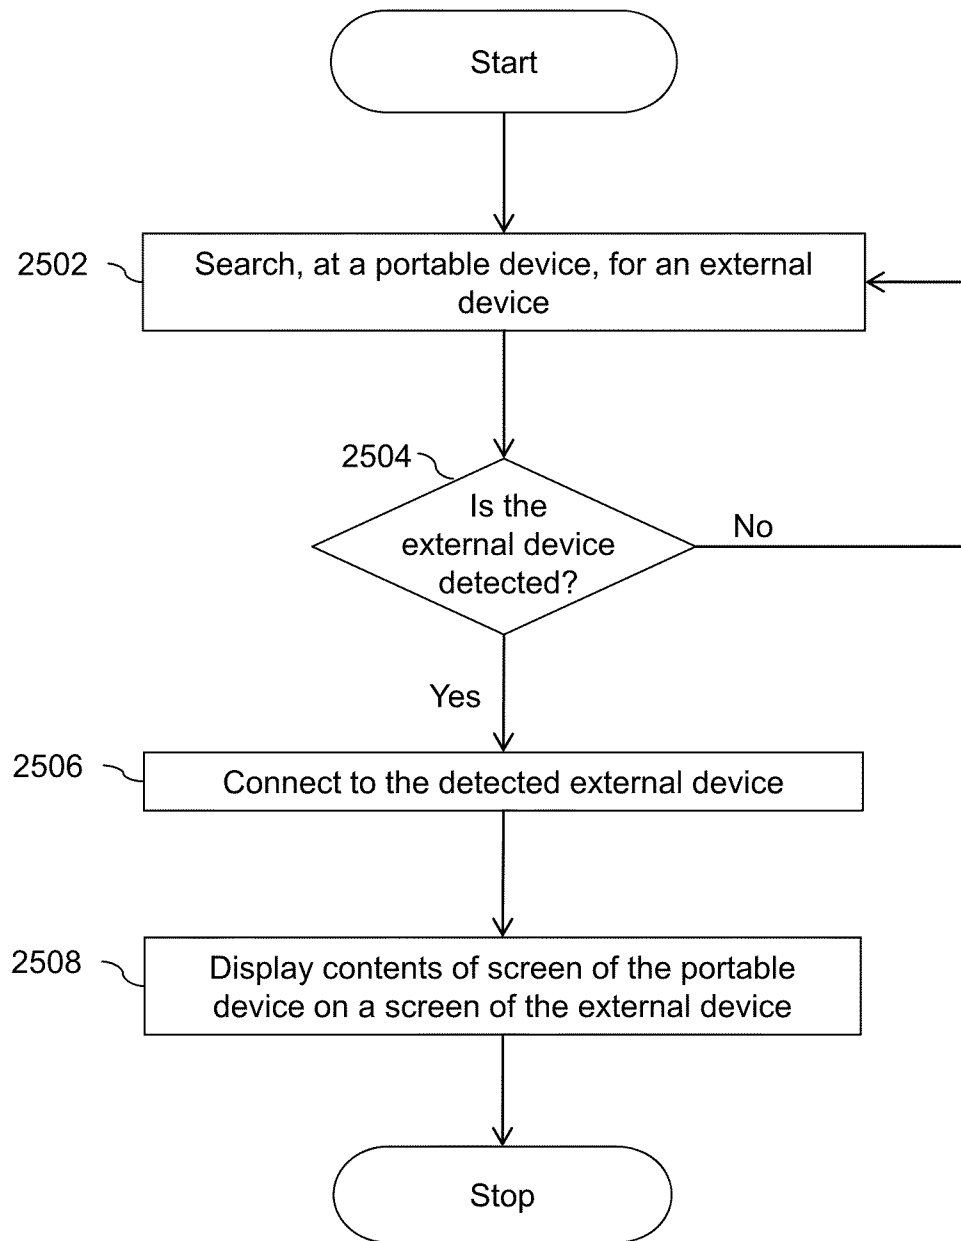 Start
2502
Search, at a portable device, for an external
device
2504
Is the
external device
detected?
No
Yes
2506
Connect to the detected external device
2508
Display contents of screen of the portable
device on a screen of the external device
Stop